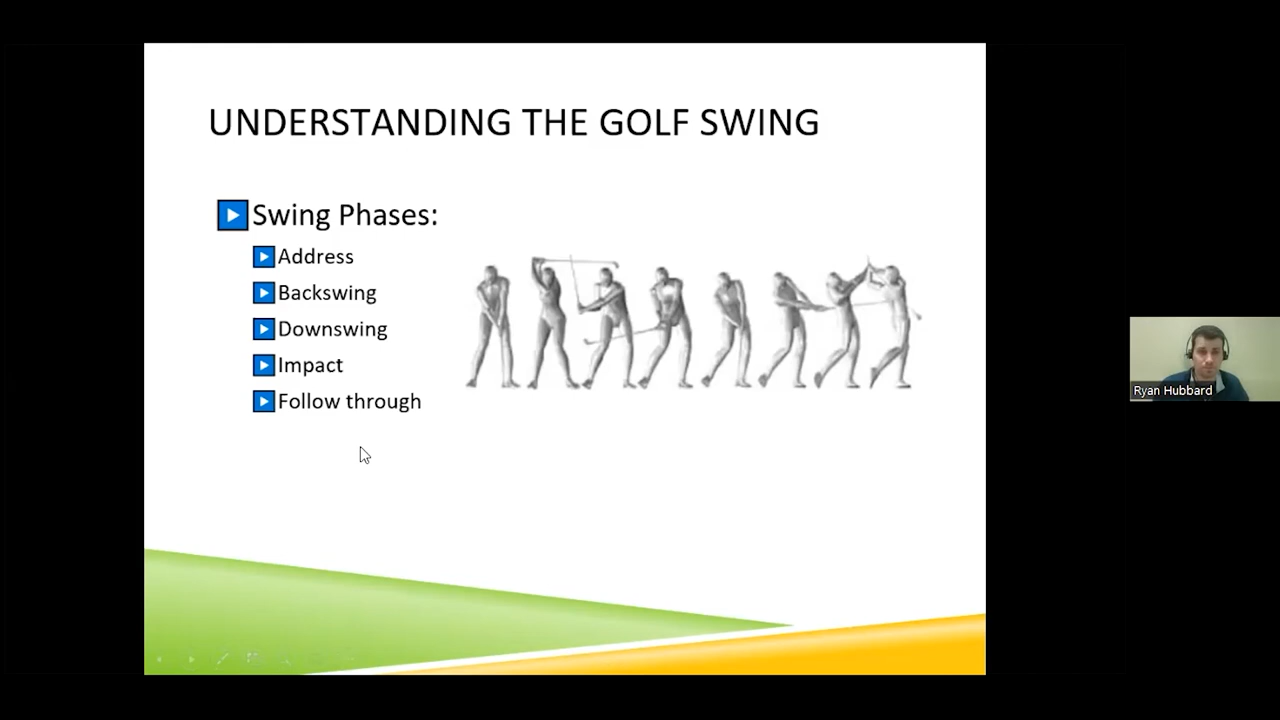 UNDERSTANDING THE GOLF SWING
Swing Phases:
Address
Backswing
Downswing
Impact
Follow through
Ryan Hubbard